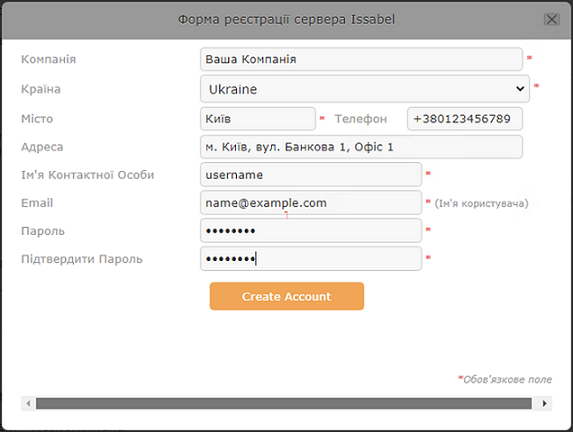 Форма реєстрації сервера Issabel
Компанія Ваша Компанія *
Країна Ukraine *
Місто Київ * Телефон +380123456789
Адреса м. Київ, вул. Банкова 1, Офіс 1
Ім'я Контактної Особи username *
Email name@example.com * (Ім'я користувача)
Пароль •••••••• *
Підтвердити Пароль •••••••• *
Create Account
*Обов'язкове поле